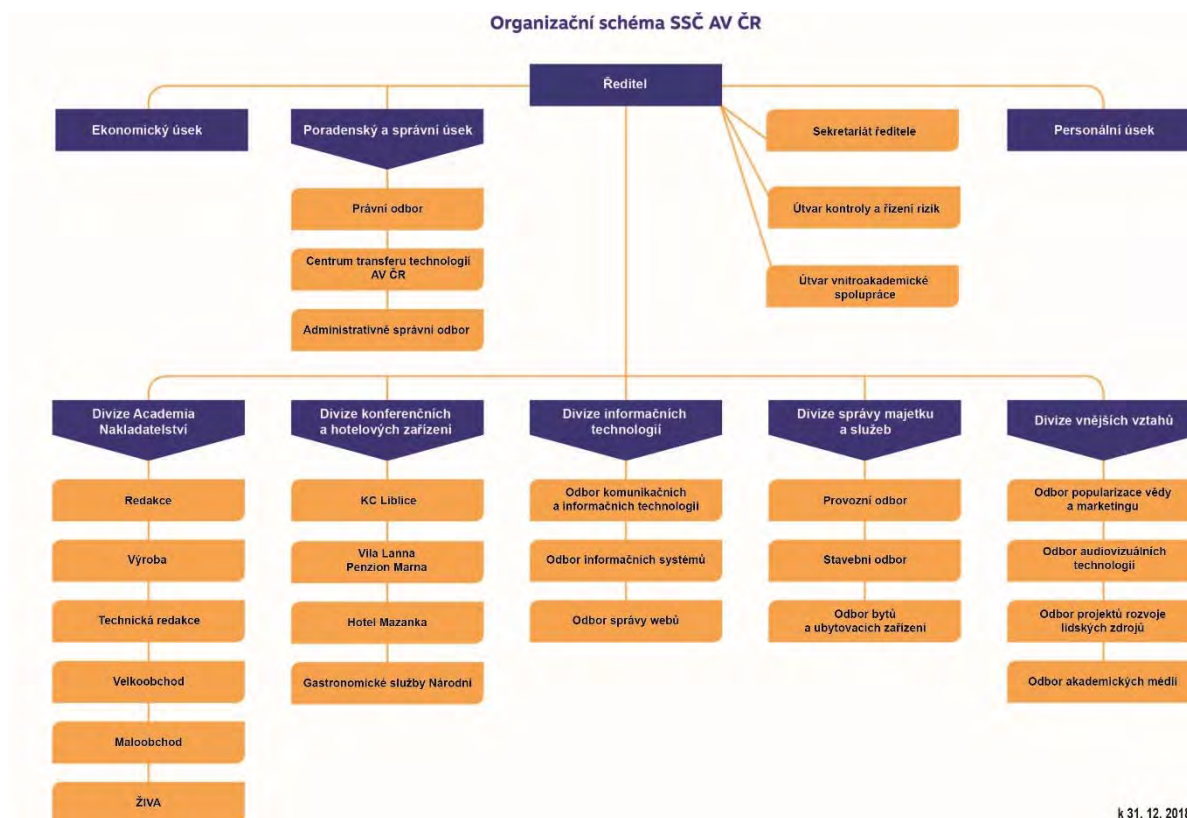 Organizační schéma SSČ AV ČR
Ředitel
Ekonomický úsek
Poradenský a správní úsek
Sekretariát ředitele
Personální úsek
Právní odbor
Útvar kontroly a řízení rizik
Centrum transferu technologií
AV ČR
Útvar vnitroakademické
spolupráce
Administrativně správní odbor
Divize Academia
Nakladatelství
Divize konferenčních
a hotelových zařízení
Divize informačních
technologií
Divize správy majetku
a služeb
Divize vnějších vztahů
Redakce
KC Liblice
Odbor komunikačních
a informačních technologií
Provozní odbor
Odbor popularizace vědy
a marketingu
Výroba
Vila Lanna
Penzion Marna
Odbor informačních systémů
Stavební odbor
Odbor audiovizuálních
technologií
Technická redakce
Hotel Mazanka
Odbor správy webů
Odbor bytů
a ubytovacích zařízení
Odbor projektů rozvoje
lidských zdrojů
Velkoobchod
Gastronomické služby Národní
Odbor akademických médií
Maloobchod
ŽIVA
k 31. 12. 2018